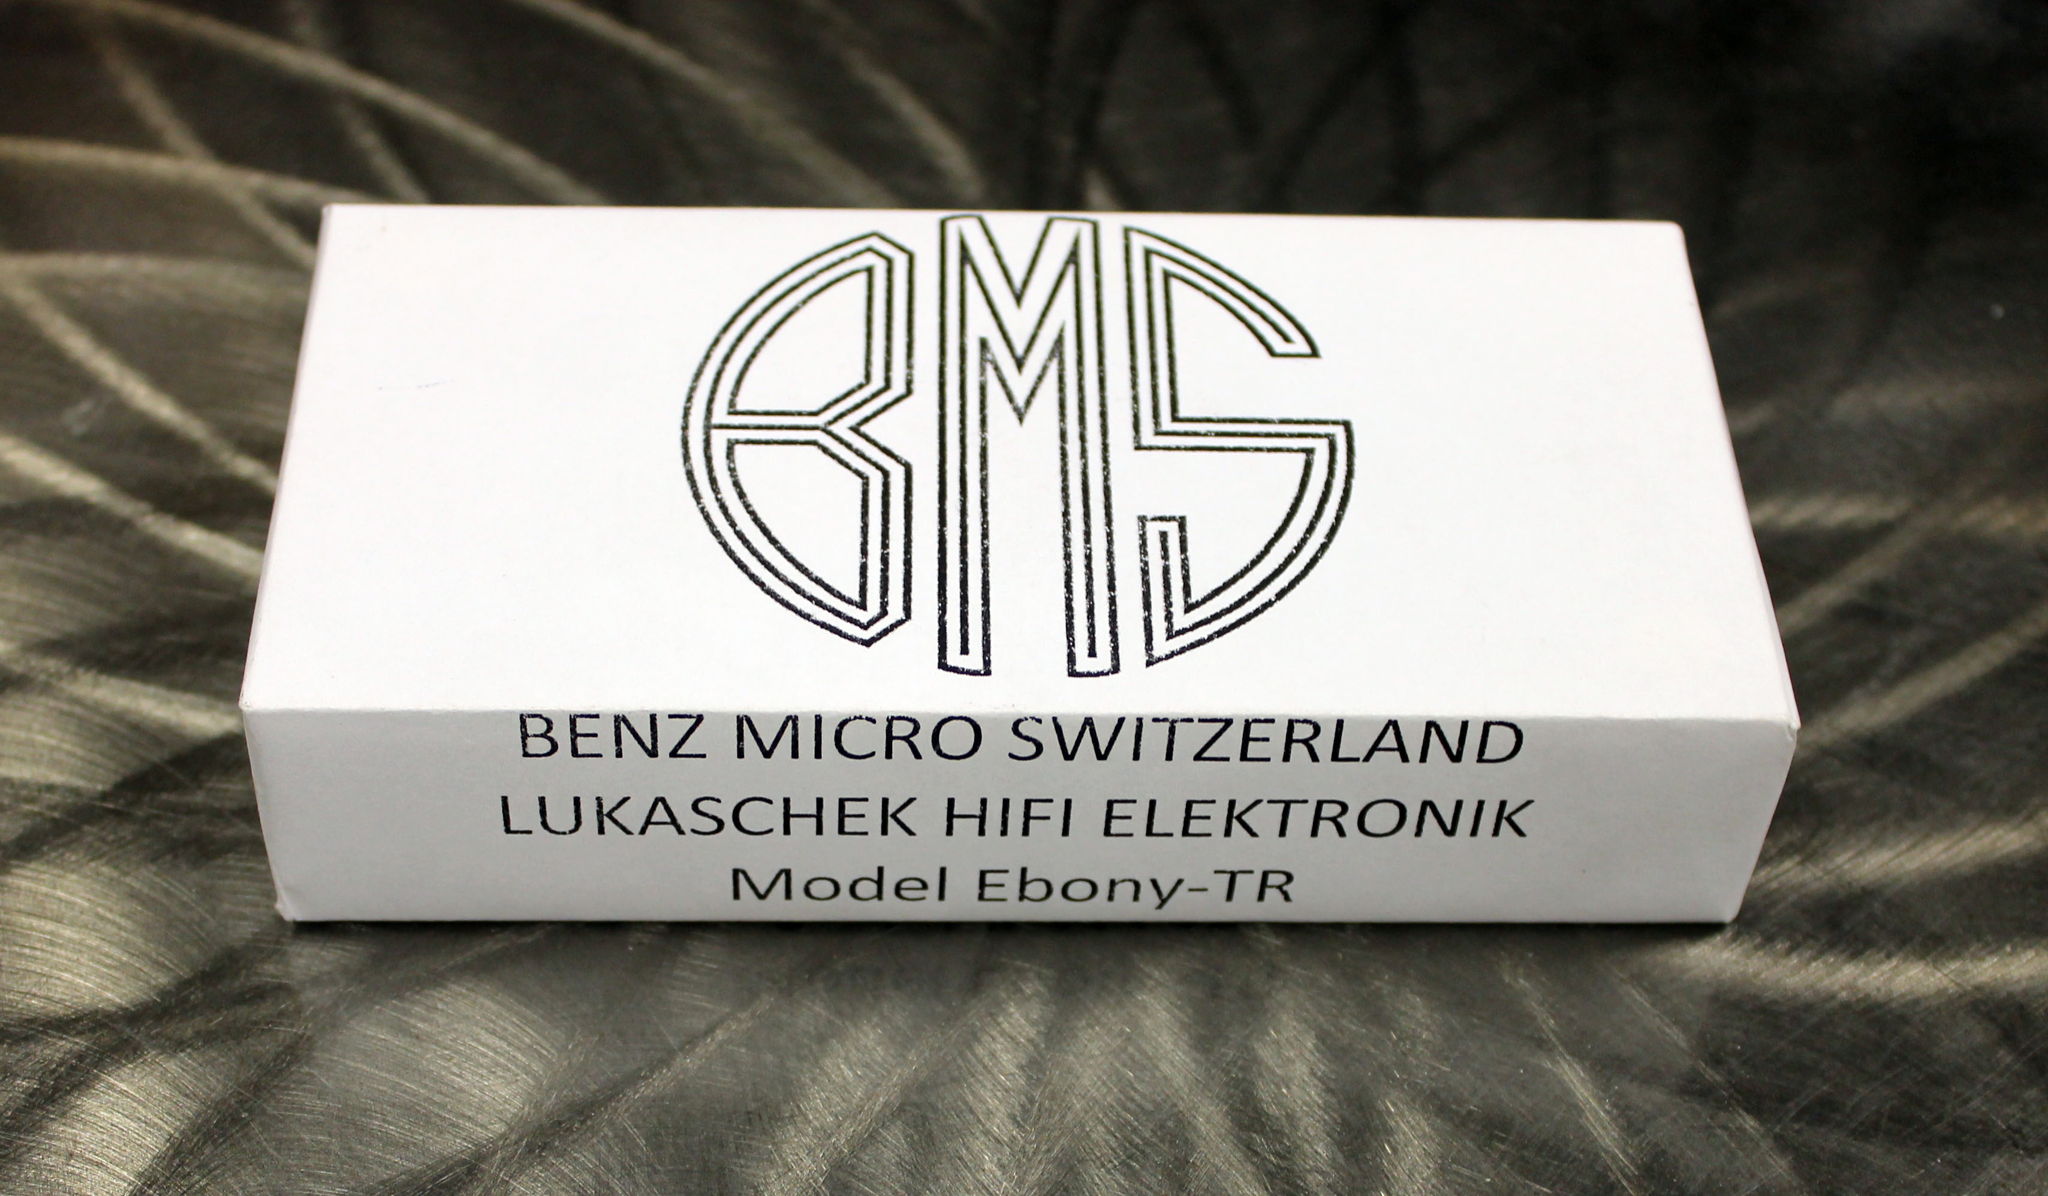 BMS
BENZ MICRO SWITZERLAND
LUKASCHEK HIFI ELEKTRONIK
Model Ebony-TR